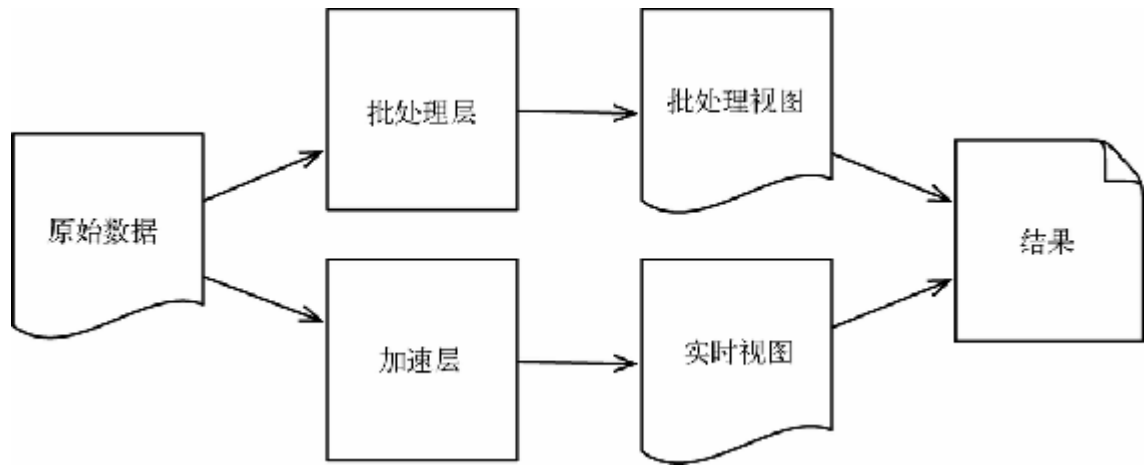 原始数据
批处理层
批处理视图
加速层
实时视图
结果